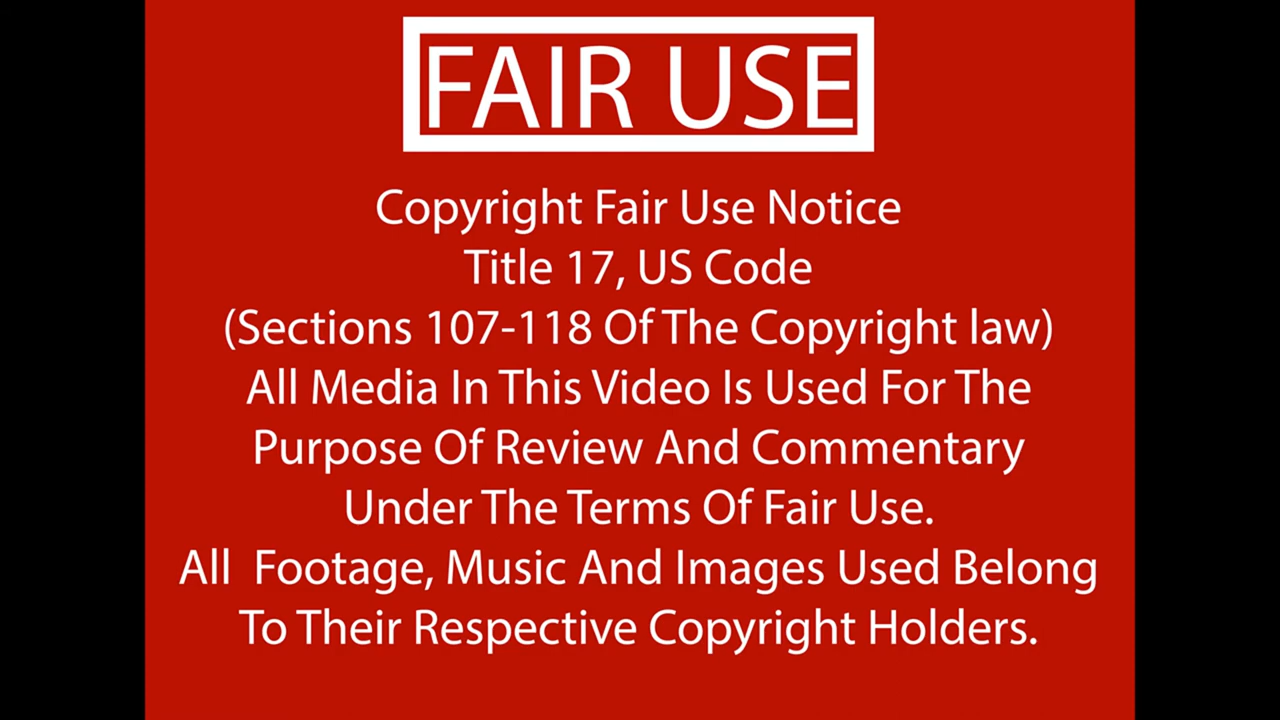 FAIR USE
Copyright Fair Use Notice
Title 17, US Code
(Sections 107-118 Of The Copyright law)
All Media In This Video Is Used For The
Purpose Of Review And Commentary
Under The Terms Of Fair Use.
All  Footage, Music And Images Used Belong
To Their Respective Copyright Holders.